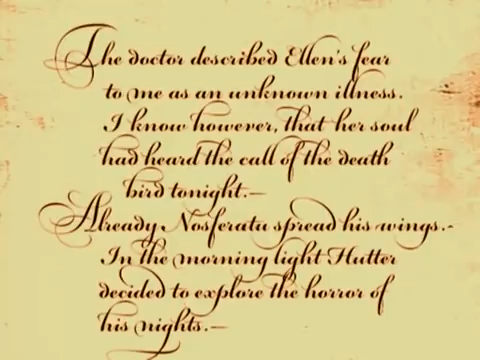 The doctor described Ellen's fear
to me as an unknown illness.
I know however, that her soul
had heard the call of the death
bird tonight.—
Already Nosferatu spread his wings.-
In the morning light Hutter
decided to explore the horror of
his nights.—